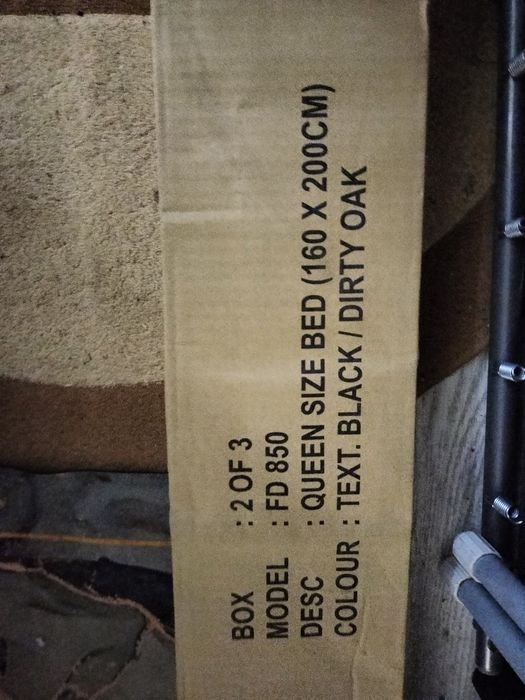 BOX : 2 OF 3
MODEL : FD 850
DESC : QUEEN SIZE BED (160 X 200CM)
COLOUR : TEXT. BLACK / DIRTY OAK